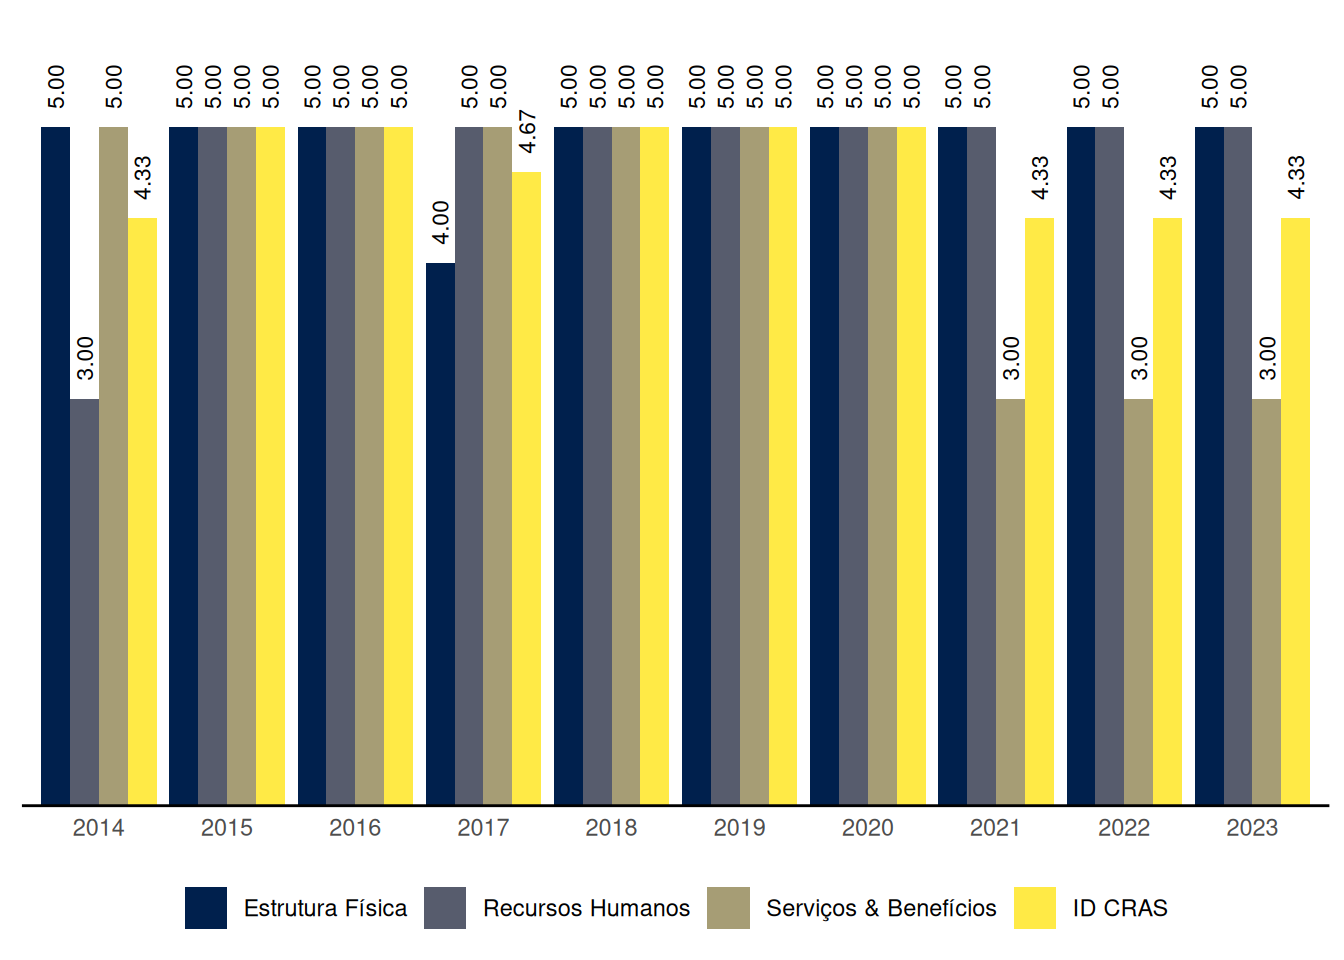 5.00 3.00 5.00 4.33 5.00 5.00 5.00 5.00 5.00 5.00 5.00 5.00 4.00 5.00 5.00 4.67 5.00 5.00 5.00 5.00 5.00 5.00 5.00 5.00 5.00 5.00 5.00 5.00 5.00 5.00 3.00 4.33 5.00 5.00 3.00 4.33 5.00 5.00 3.00 4.33
2014 2015 2016 2017 2018 2019 2020 2021 2022 2023
Estrutura Física Recursos Humanos Serviços & Benefícios ID CRAS